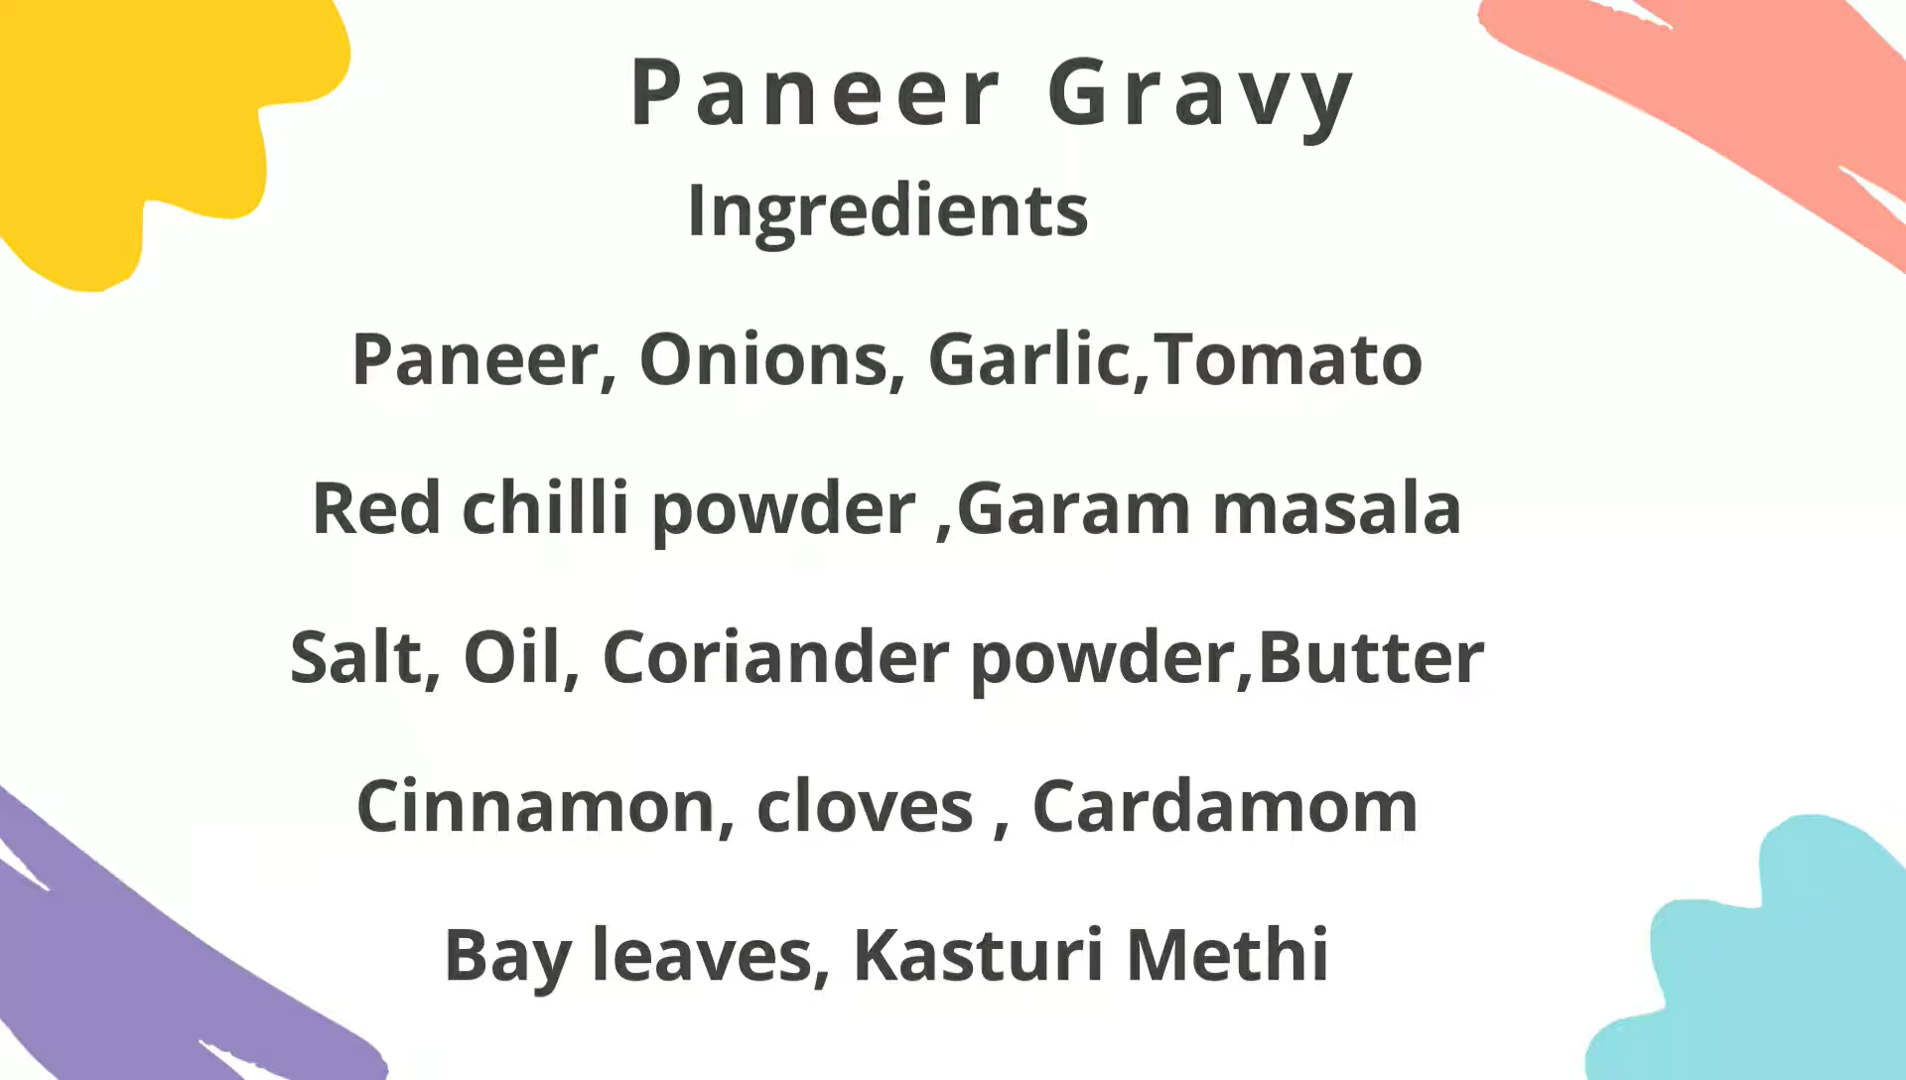 Paneer Gravy
Ingredients
Paneer, Onions, Garlic,Tomato
Red chilli powder ,Garam masala
Salt, Oil, Coriander powder,Butter
Cinnamon, cloves , Cardamom
Bay leaves, Kasturi Methi